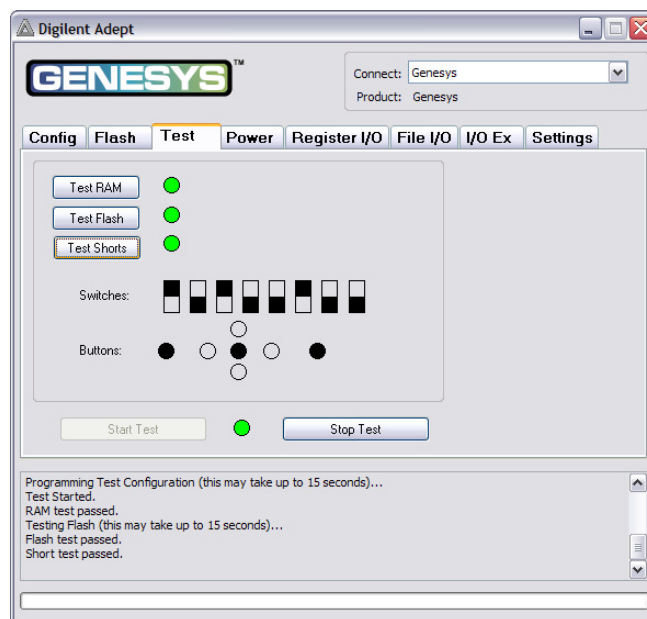 Digilent Adept
GENESYS™
Connect: Genesys
Product: Genesys
Config Flash Test Power Register I/O File I/O I/O Ex Settings
Test RAM
Test Flash
Test Shorts
Switches:
Buttons:
Start Test Stop Test
Programming Test Configuration (this may take up to 15 seconds)...
Test Started.
RAM test passed.
Testing Flash (this may take up to 15 seconds)...
Flash test passed.
Short test passed.